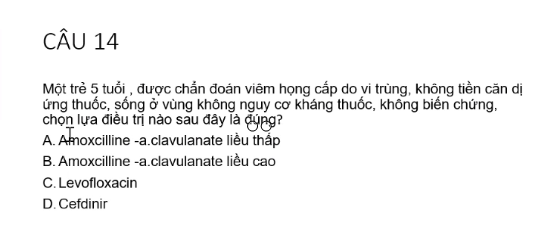 CÂU 14
Một trẻ 5 tuổi , được chẩn đoán viêm họng cấp do vi trùng, không tiền căn dị
ứng thuốc, sống ở vùng không nguy cơ kháng thuốc, không biến chứng,
chọn lựa điều trị nào sau đây là đúng?
A. Amoxcilline -a.clavulanate liều thấp
B. Amoxcilline -a.clavulanate liều cao
C. Levofloxacin
D. Cefdinir